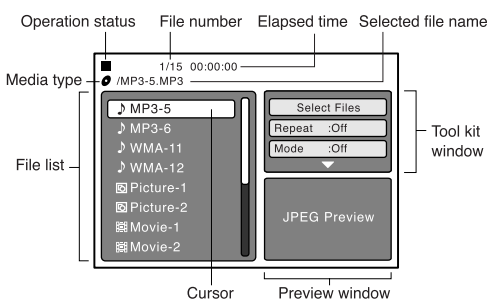 Operation status File number Elapsed time Selected file name
1/15 00:00:00
Media type /MP3-5.MP3
MP3-5
MP3-6
WMA-11
WMA-12
Picture-1
Picture-2
Movie-1
Movie-2
File list
Select Files
Repeat :Off
Mode :Off
Tool kit
window
JPEG Preview
Cursor Preview window